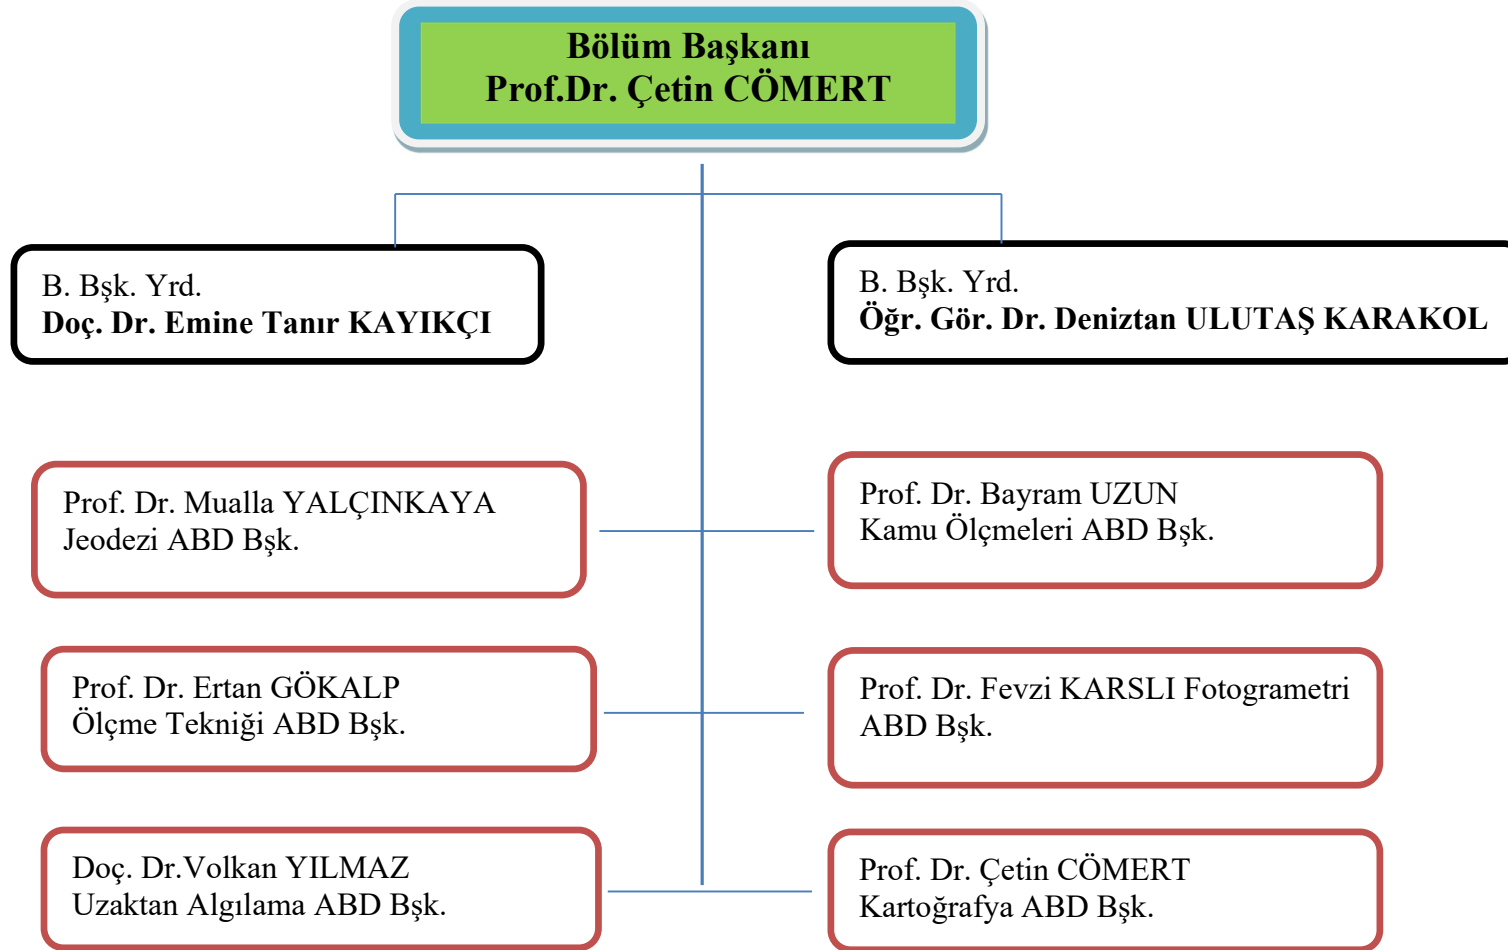 Bölüm Başkanı
Prof.Dr. Çetin CÖMERT
B. Bşk. Yrd.
Doç. Dr. Emine Tanır KAYIKÇI
B. Bşk. Yrd.
Öğr. Gör. Dr. Deniztan ULUTAŞ KARAKOL
Prof. Dr. Mualla YALÇINKAYA
Jeodezi ABD Bşk.
Prof. Dr. Bayram UZUN
Kamu Ölçmeleri ABD Bşk.
Prof. Dr. Ertan GÖKALP
Ölçme Tekniği ABD Bşk.
Prof. Dr. Fevzi KARSLI Fotogrametri
ABD Bşk.
Doç. Dr.Volkan YILMAZ
Uzaktan Algılama ABD Bşk.
Prof. Dr. Çetin CÖMERT
Kartoğrafya ABD Bşk.